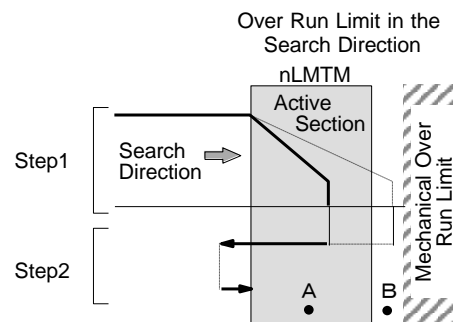 Over Run Limit in the
Search Direction
nLMTM
Active
Section
Step1
Search
Direction
Mechanical Over
Run Limit
Step2
A
B